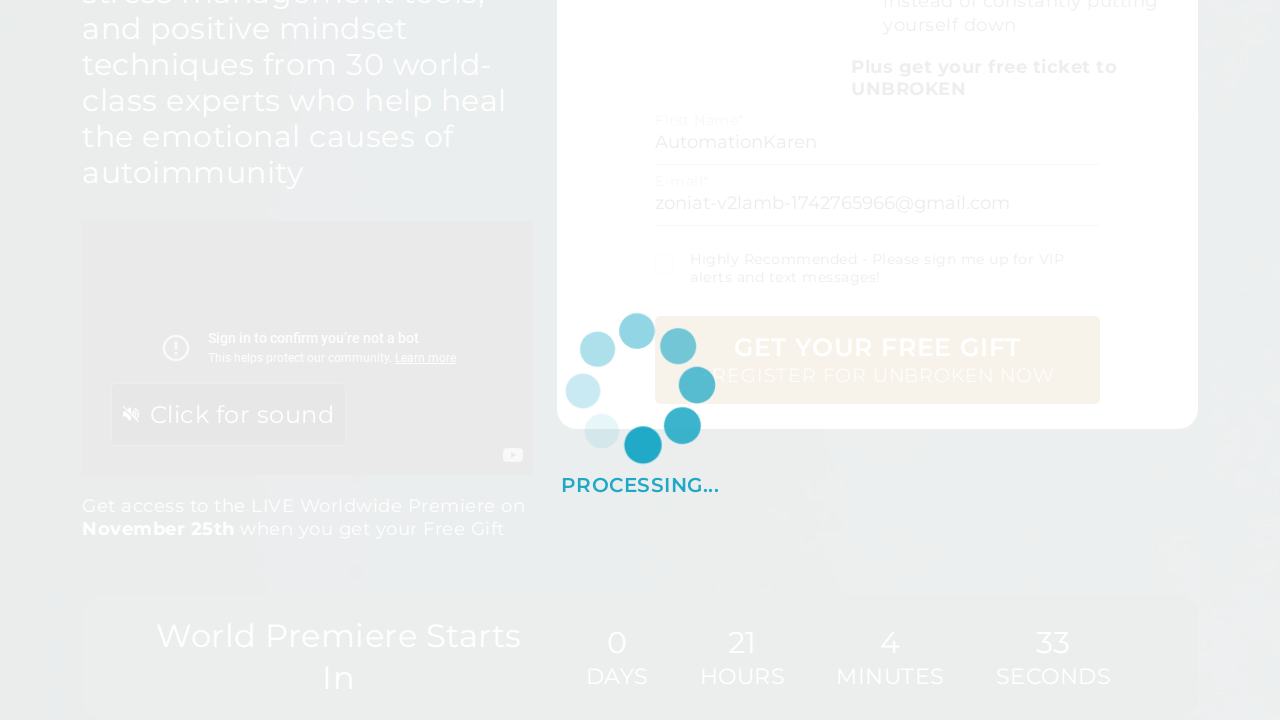 stress management tools,
and positive mindset
techniques from 30 world-
class experts who help heal
the emotional causes of
autoimmunity
Sign in to confirm you're not a bot
This helps protect our community. Learn more
Click for sound
Get access to the LIVE Worldwide Premiere on
November 25th when you get your Free Gift
instead of constantly putting
yourself down
Plus get your free ticket to
UNBROKEN
First Name*
AutomationKaren
E-mail*
zoniat-v2lamb-1742765966@gmail.com
Highly Recommended - Please sign me up for VIP
alerts and text messages!
GET YOUR FREE GIFT
REGISTER FOR UNBROKEN NOW
PROCESSING...
World Premiere Starts
In
0 21 4 33
DAYS HOURS MINUTES SECONDS